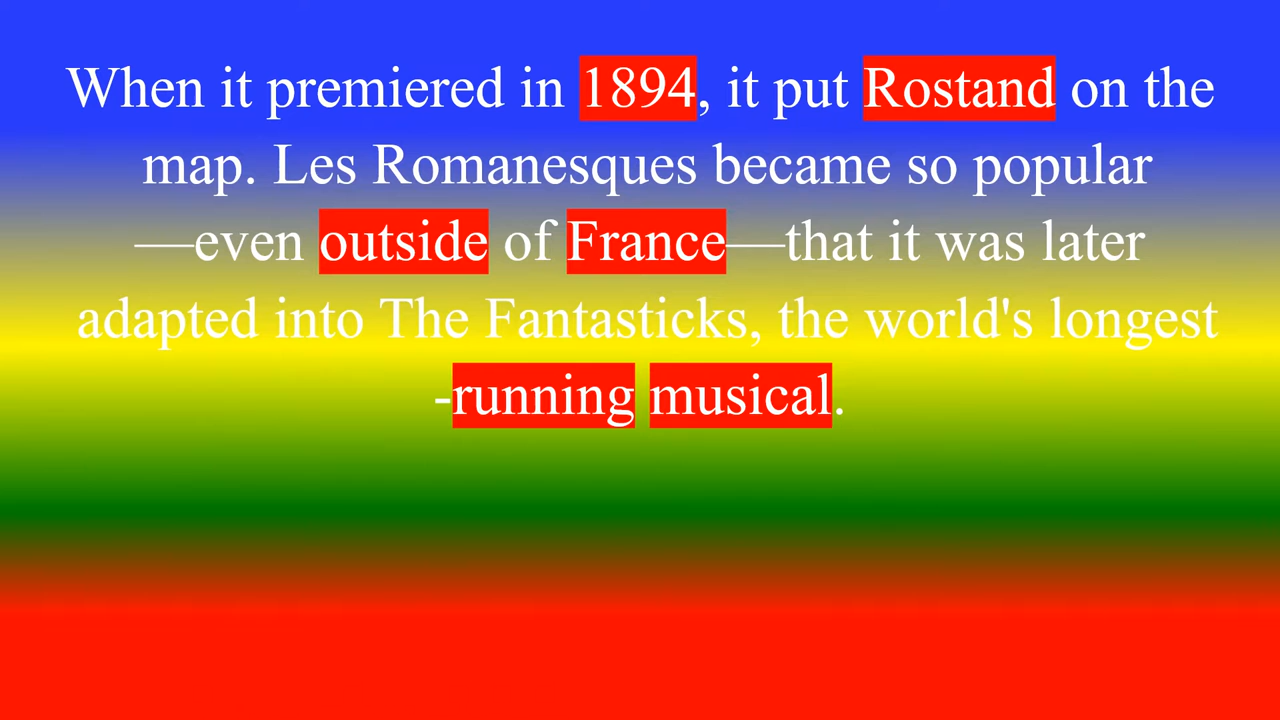 When it premiered in 1894, it put Rostand on the
map. Les Romanesques became so popular
—even outside of France—that it was later
adapted into The Fantasticks, the world's longest
-running musical.